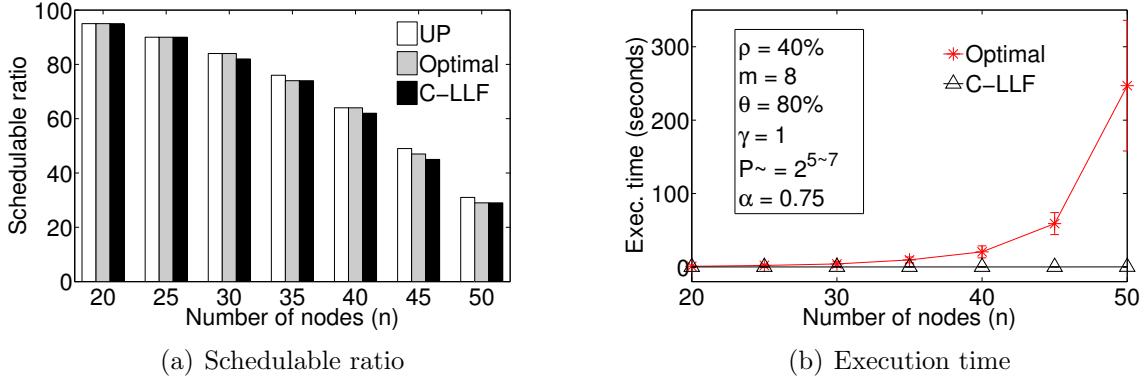 100
80
60
40
20
0
Schedulable ratio
UP
Optimal
C−LLF
20 25 30 35 40 45 50
Number of nodes (n)
(a) Schedulable ratio
300
200
100
0
Exec. time (seconds)
ρ = 40%
m = 8
θ = 80%
γ = 1
P~ = 2^{5~7}
α = 0.75
Optimal
C−LLF
20 30 40 50
Number of nodes (n)
(b) Execution time